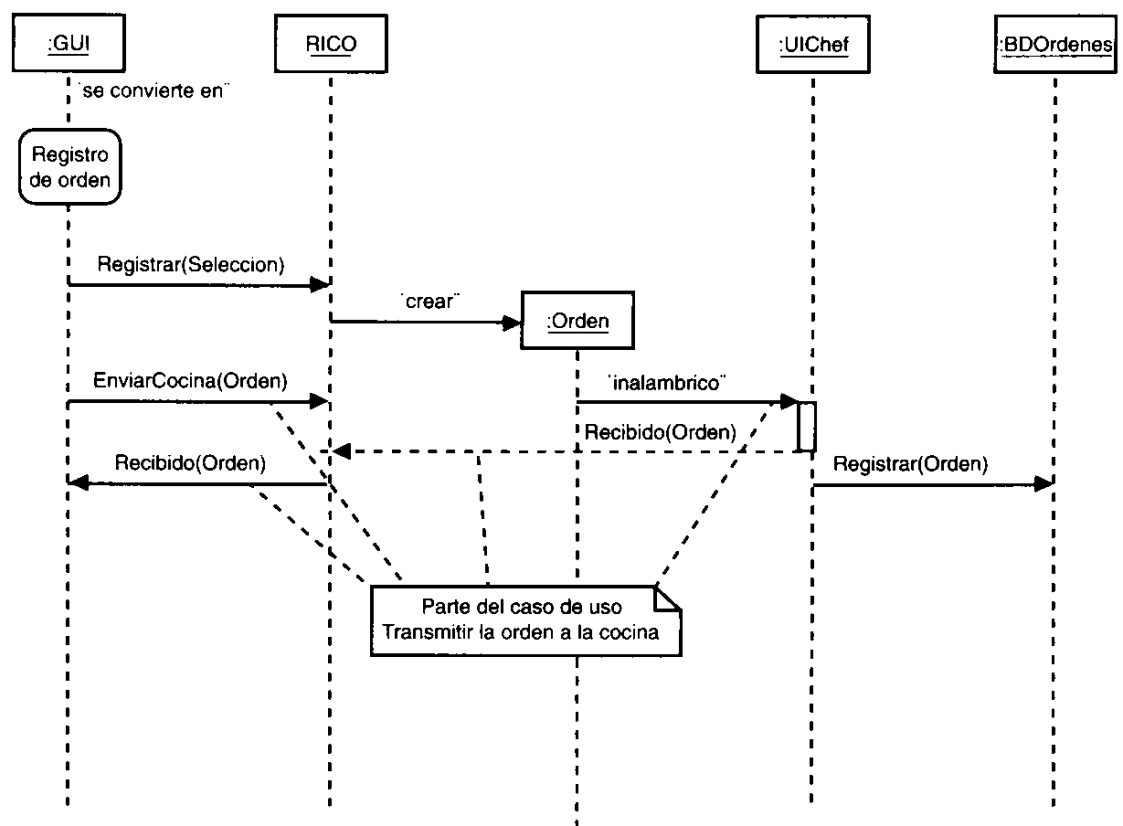 :GUI
RICO
:UIChef
:BDOrdenes
¨se convierte en¨
Registro
de orden
Registrar(Seleccion)
¨crear¨
:Orden
EnviarCocina(Orden)
¨inalambrico¨
Recibido(Orden)
Recibido(Orden)
Registrar(Orden)
Parte del caso de uso
Transmitir la orden a la cocina